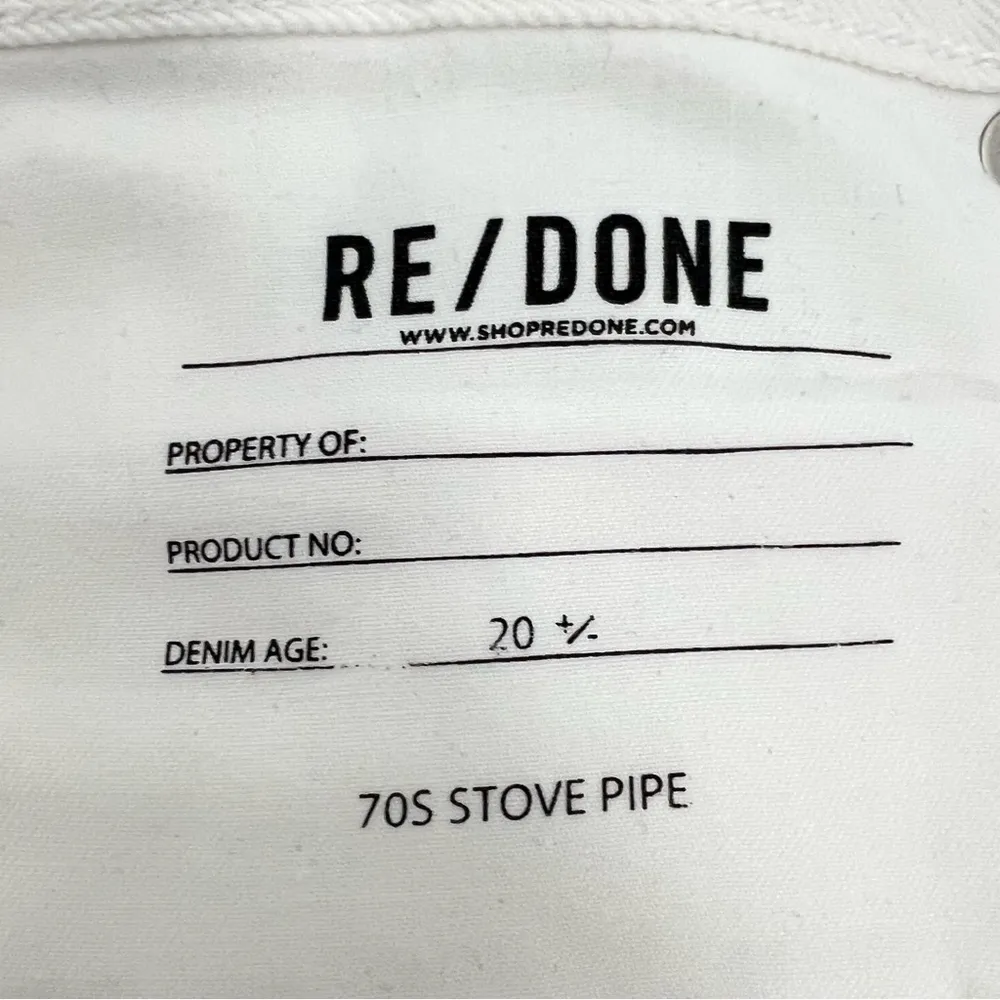 RE/DONE
WWW.SHOPREDONE.COM
PROPERTY OF:
PRODUCT NO:
DENIM AGE: 20 +/-
70S STOVE PIPE